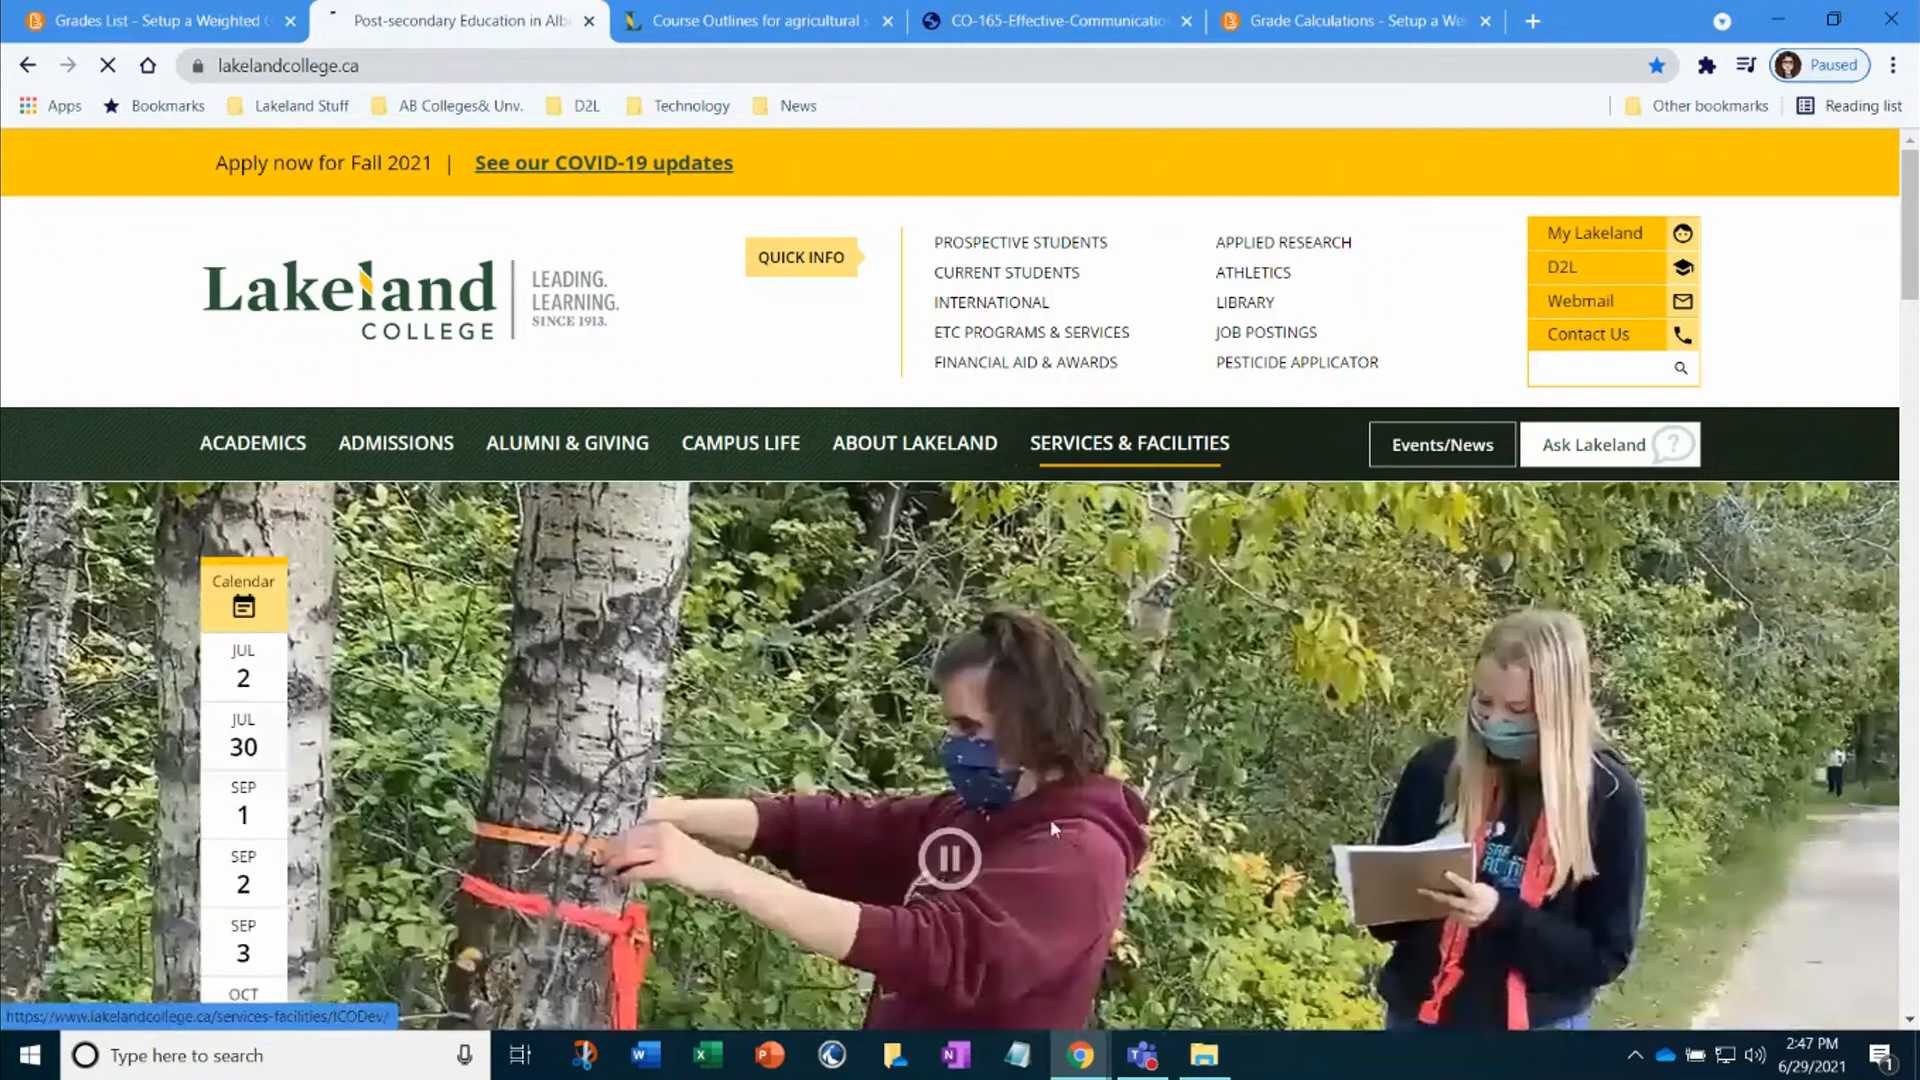 Grades List - Setup a Weighted
Post-secondary Education in Alb
Course Outlines for agricultural
CO-165-Effective-Communicatio
Grade Calculations - Setup a We
lakelandcollege.ca
Paused
Apps
Bookmarks
Lakeland Stuff
AB Colleges& Unv.
D2L
Technology
News
Other bookmarks
Reading list
Apply now for Fall 2021 | See our COVID-19 updates
Lakeland
COLLEGE
LEADING.
LEARNING.
SINCE 1913.
QUICK INFO
PROSPECTIVE STUDENTS
CURRENT STUDENTS
INTERNATIONAL
ETC PROGRAMS & SERVICES
FINANCIAL AID & AWARDS
APPLIED RESEARCH
ATHLETICS
LIBRARY
JOB POSTINGS
PESTICIDE APPLICATOR
My Lakeland
D2L
Webmail
Contact Us
ACADEMICS
ADMISSIONS
ALUMNI & GIVING
CAMPUS LIFE
ABOUT LAKELAND
SERVICES & FACILITIES
Events/News
Ask Lakeland
Calendar
JUL
2
JUL
30
SEP
1
SEP
2
SEP
3
OCT
https://www.lakelandcollege.ca/services-facilities/ICODev/
Type here to search
2:47 PM
6/29/2021
1